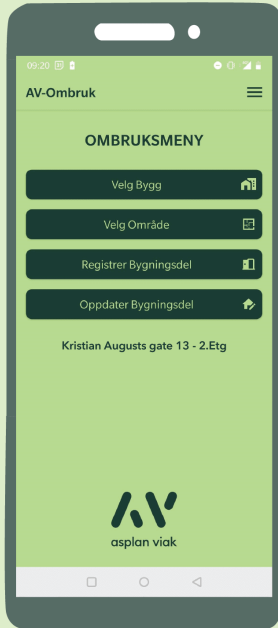 09:20
AV-Ombruk
OMBRUKSMENY
Velg Bygg
Velg Område
Registrer Bygningsdel
Oppdater Bygningsdel
Kristian Augusts gate 13 - 2.Etg
asplan viak